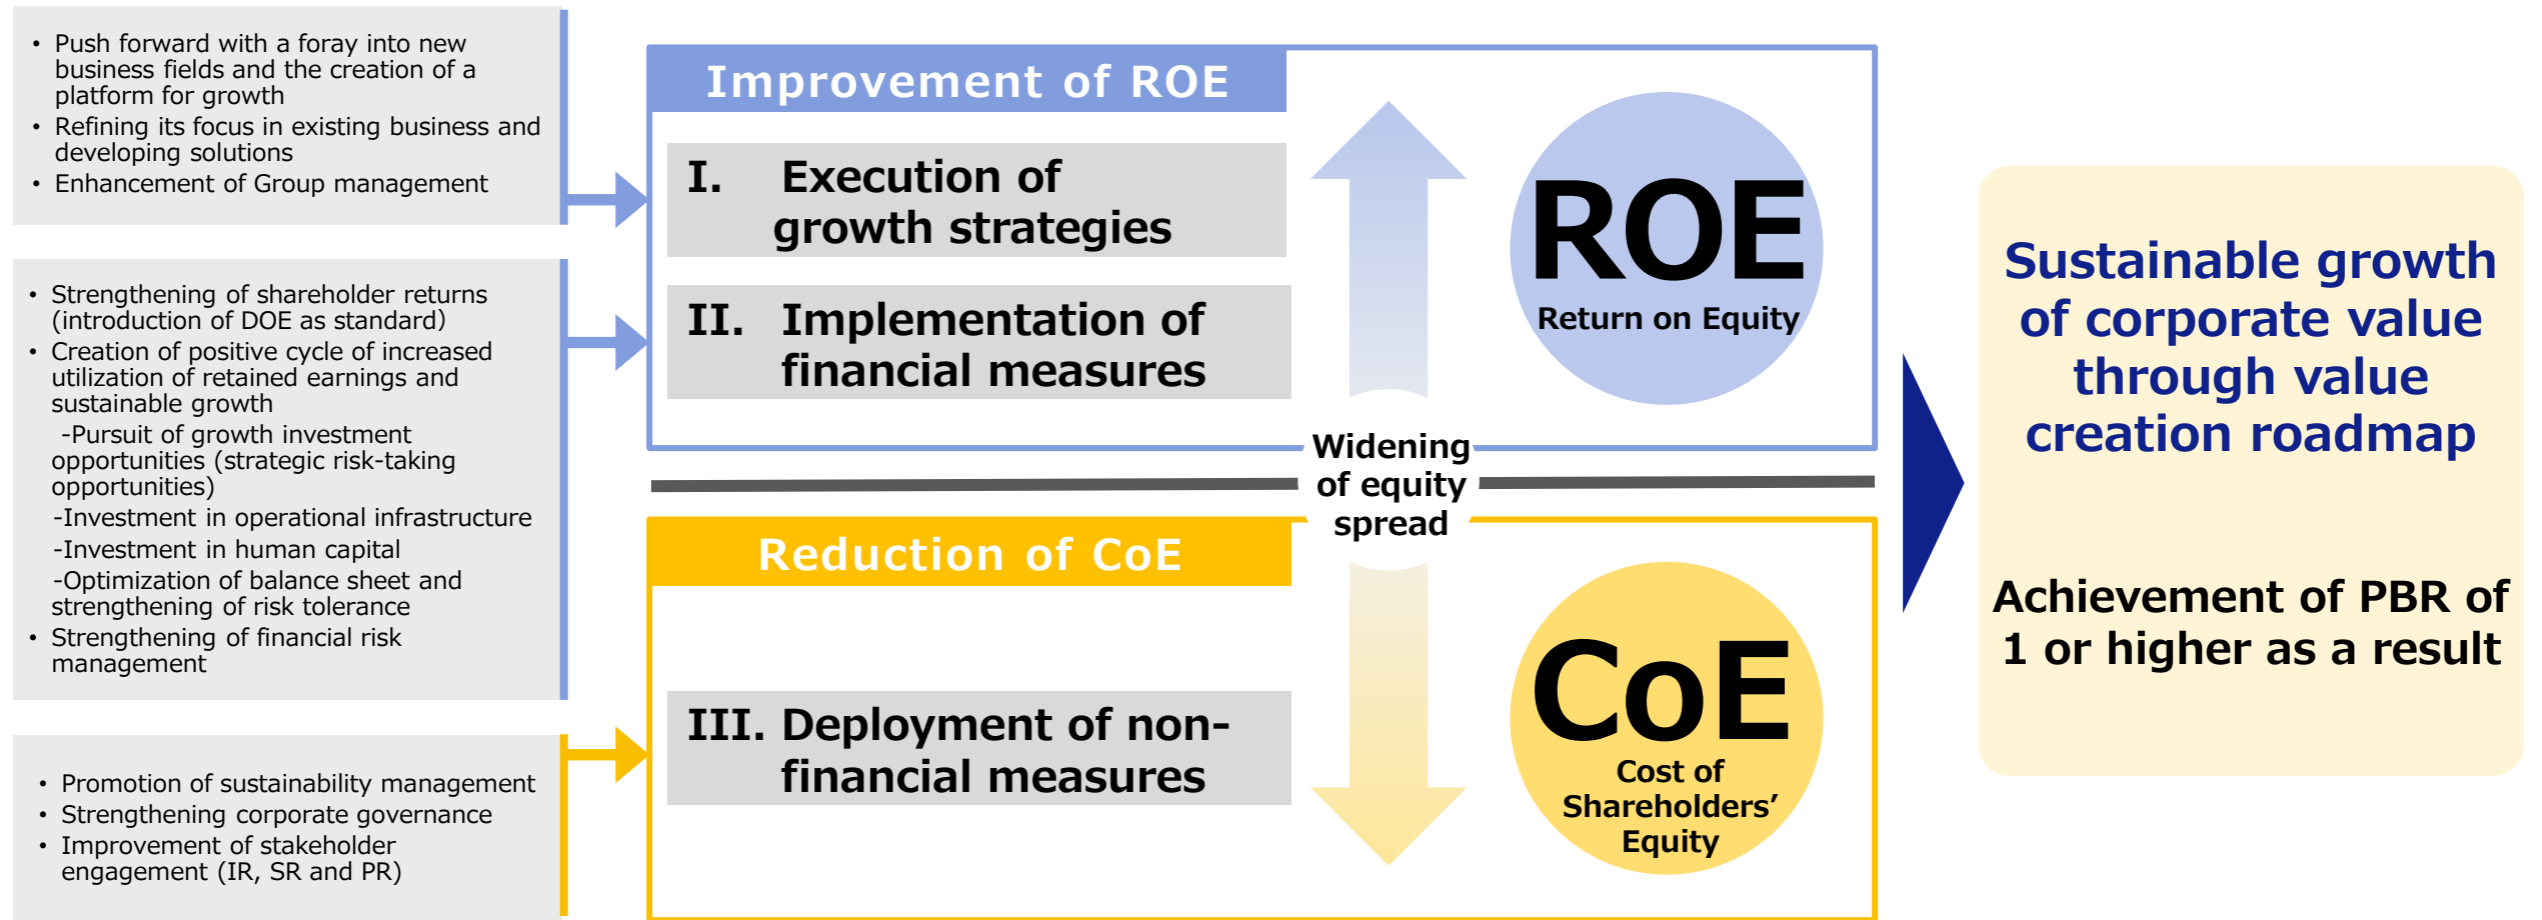 • Push forward with a foray into new
business fields and the creation of a
platform for growth
• Refining its focus in existing business and
developing solutions
• Enhancement of Group management
• Strengthening of shareholder returns
(introduction of DOE as standard)
• Creation of positive cycle of increased
utilization of retained earnings and
sustainable growth
-Pursuit of growth investment
opportunities (strategic risk-taking
opportunities)
-Investment in operational infrastructure
-Investment in human capital
-Optimization of balance sheet and
strengthening of risk tolerance
• Strengthening of financial risk
management
• Promotion of sustainability management
• Strengthening corporate governance
• Improvement of stakeholder
engagement (IR, SR and PR)
Improvement of ROE
I. Execution of
growth strategies
II. Implementation of
financial measures
ROE
Return on Equity
Widening
of equity
spread
Reduction of CoE
III. Deployment of non-
financial measures
CoE
Cost of
Shareholders’
Equity
Sustainable growth
of corporate value
through value
creation roadmap
Achievement of PBR of
1 or higher as a result